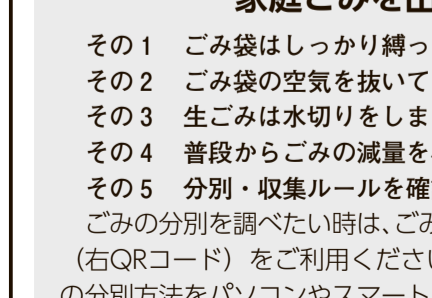 家庭ごみを出
その1 ごみ袋はしっかり縛っ
その2 ごみ袋の空気を抜いて
その3 生ごみは水切りをしま
その4 普段からごみの減量を
その5 分別・収集ルールを確
ごみの分別を調べたい時は、ごみ
（右QRコード）をご利用ください
の分別方法をパソコンやスマート